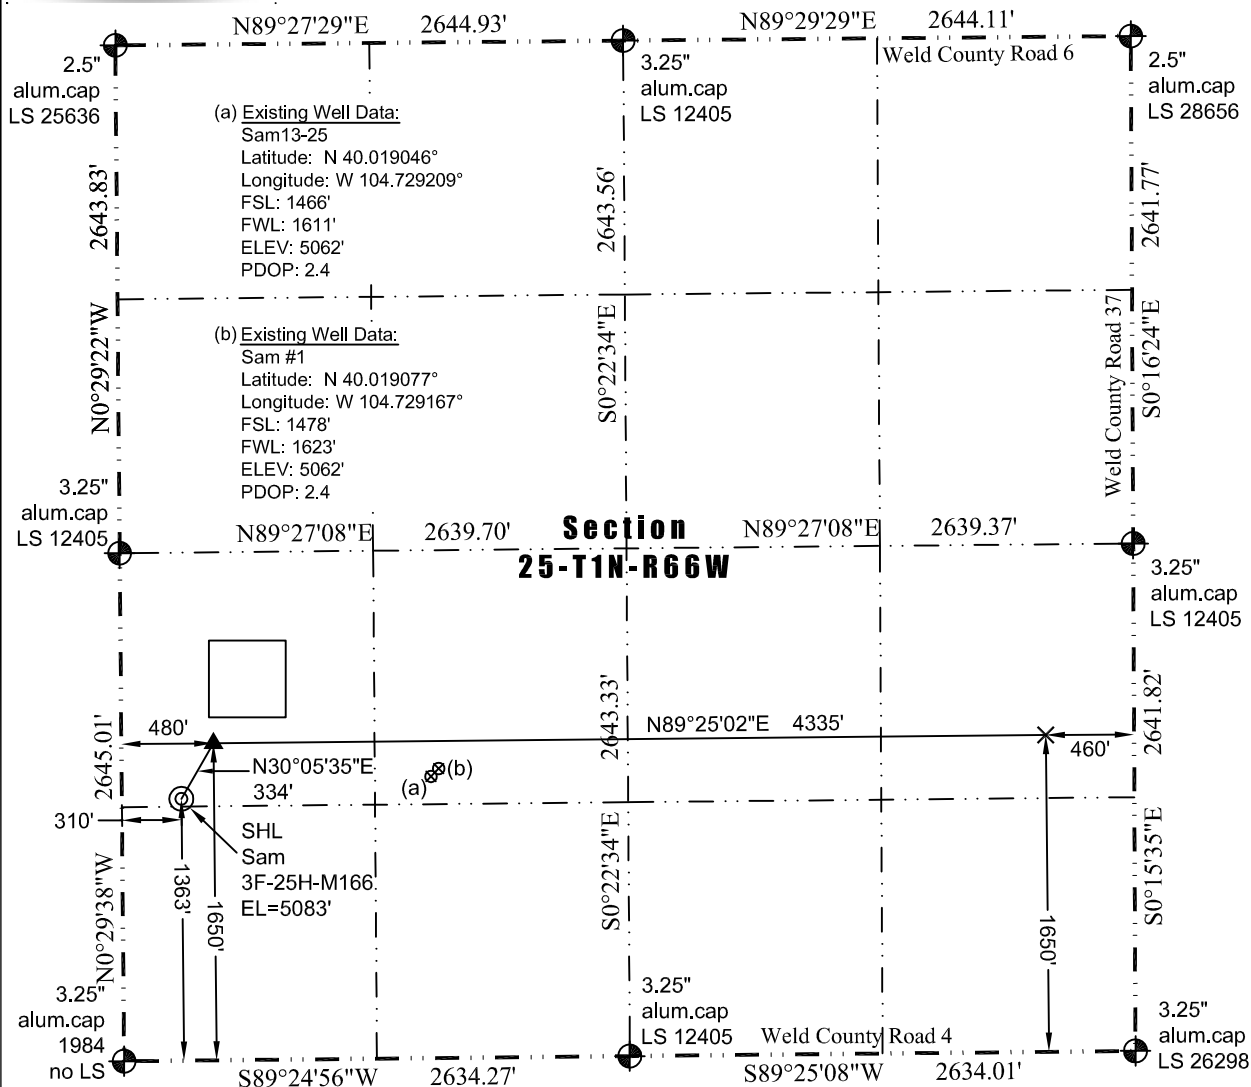 N89°27'29"E 2644.93' N89°29'29"E 2644.11'
Weld County Road 6
2.5"
alum.cap
LS 25636
3.25"
alum.cap
LS 12405
2.5"
alum.cap
LS 28656
(a) Existing Well Data:
Sam13-25
Latitude: N 40.019046°
Longitude: W 104.729209°
FSL: 1466'
FWL: 1611'
ELEV: 5062'
PDOP: 2.4
2643.83'
2643.56'
2641.77'
(b) Existing Well Data:
Sam #1
Latitude: N 40.019077°
Longitude: W 104.729167°
FSL: 1478'
FWL: 1623'
ELEV: 5062'
PDOP: 2.4
N0°29'22"W
S0°22'34"E
Weld County Road 37
S0°16'24"E
3.25"
alum.cap
LS 12405
N89°27'08"E 2639.70' Section N89°27'08"E 2639.37'
25-T1N-R66W
3.25"
alum.cap
LS 12405
2645.01'
480'
2643.33'
N89°25'02"E 4335'
460'
2641.82'
N30°05'35"E
334'
(a)
(b)
310'
SHL
Sam
3F-25H-M166
EL=5083'
1363'
1650'
1650'
N0°29'38"W
S0°22'34"E
S0°15'35"E
3.25"
alum.cap
1984
no LS
3.25"
alum.cap
LS 12405
Weld County Road 4
3.25"
alum.cap
LS 26298
S89°24'56"W 2634.27' S89°25'08"W 2634.01'